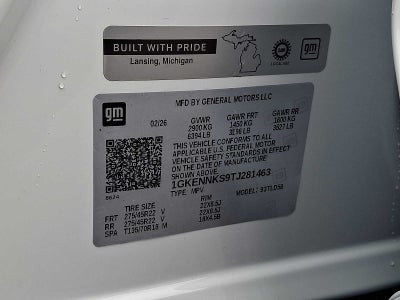 BUILT WITH PRIDE
Lansing, Michigan
gm
gm
MFD BY GENERAL MOTORS LLC
02/26
GVWR GAWR FRT GAWR RR
2900 KG 1450 KG 1600 KG
6394 LB 3196 LB 3527 LB
THIS VEHICLE CONFORMS TO ALL
APPLICABLE U.S. FEDERAL MOTOR
VEHICLE SAFETY STANDARDS IN
EFFECT ON THE DATE OF MANUFACTURE
SHOWN ABOVE.
1GKENNKS9TJ281463
TYPE: MPV
8624
TIRE SIZE RIM
FRT 275/45R22 V 22X8.5J
RR 275/45R22 V 22X8.5J
SPA T135/70R18 M 18X4.5B